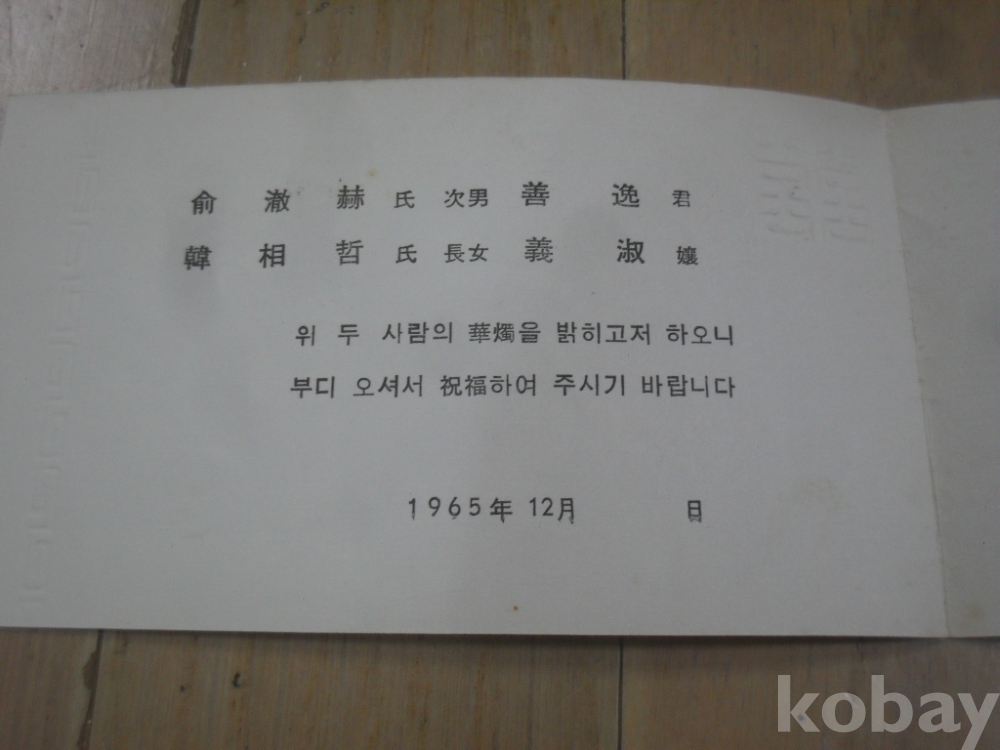 兪 澈 赫 氏 次男 善 逸 君
韓 相 哲 氏 長女 義 淑 孃
위 두 사람의 華燭을 밝히고저 하오니
부디 오셔서 祝福하여 주시기 바랍니다
1965年 12月 日
kobay